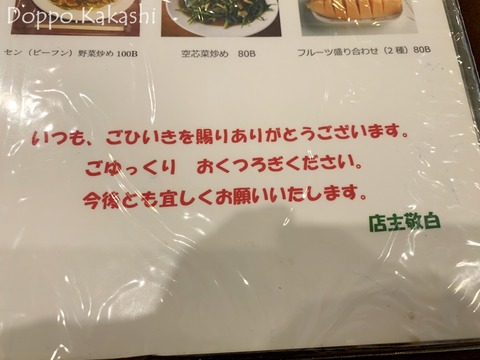 Doppo.Kakashi
セン（ビーフン）野菜炒め 100B
空芯菜炒め 80B
フルーツ盛り合わせ（2種）80B
いつも、ごひいきを賜りありがとうございます。
ごゆっくり おくつろぎください。
今後とも宜しくお願いいたします。
店主敬白